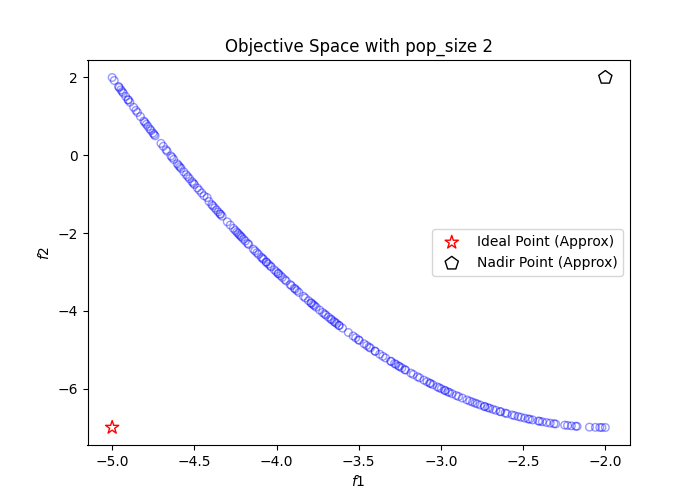 Objective Space with pop_size 2
2
0
−2
−4
−6
f2
Ideal Point (Approx)
Nadir Point (Approx)
−5.0 −4.5 −4.0 −3.5 −3.0 −2.5 −2.0
f1